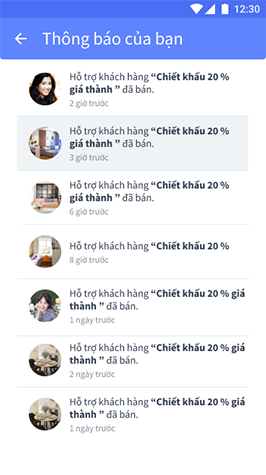 12:30
Thông báo của bạn
Hỗ trợ khách hàng “Chiết khấu 20 %
giá thành ” đã bán.
2 giờ trước
Hỗ trợ khách hàng “Chiết khấu 20 %
giá thành ” đã bán.
3 giờ trước
Hỗ trợ khách hàng “Chiết khấu 20 %
giá thành ” đã bán.
6 giờ trước
Hỗ trợ khách hàng “Chiết khấu 20 %
8 giờ trước
Hỗ trợ khách hàng “Chiết khấu 20 % giá
thành ” đã bán.
1 ngày trước
Hỗ trợ khách hàng “Chiết khấu 20 % giá
thành ” đã bán.
2 ngày trước
Hỗ trợ khách hàng “Chiết khấu 20 % giá
thành ” đã bán.
1 ngày trước